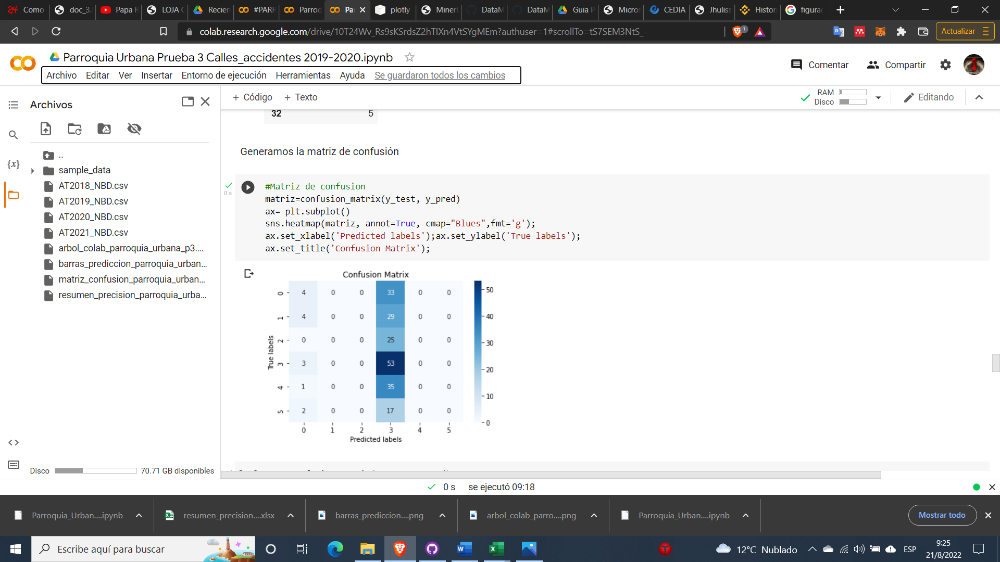 Como
doc_3.
Papa R
LOJA C
Recien
#PARR
Parroq
Pa
plotly
Minerí
DataM
DataM
Guia P
Micros
CEDIA
Jhuliss
Histori
figurac
colab.research.google.com/drive/10T24Wv_Rs9sKSrdsZ2hTlXn4VtSYgMEm?authuser=1#scrollTo=tS7SEM3NtS_-
1
Actualizar
Parroquia Urbana Prueba 3 Calles_accidentes 2019-2020.ipynb
Archivo Editar Ver Insertar Entorno de ejecución Herramientas Ayuda Se guardaron todos los cambios
Comentar
Compartir
Archivos
+ Código + Texto
RAM
Disco
Editando
..
sample_data
AT2018_NBD.csv
AT2019_NBD.csv
AT2020_NBD.csv
AT2021_NBD.csv
arbol_colab_parroquia_urbana_p3....
barras_prediccion_parroquia_urban...
matriz_confusion_parroquia_urban...
resumen_precision_parroquia_urba...
Disco 70.71 GB disponibles
32 5
Generamos la matriz de confusión
0 s
#Matriz de confusion
matriz=confusion_matrix(y_test, y_pred)
ax= plt.subplot()
sns.heatmap(matriz, annot=True, cmap="Blues",fmt='g');
ax.set_xlabel('Predicted labels');ax.set_ylabel('True labels');
ax.set_title('Confusion Matrix');
Confusion Matrix
True labels
0 4 0 0 33 0 0
1 4 0 0 29 0 0
2 0 0 0 25 0 0
3 3 0 0 53 0 0
4 1 0 0 35 0 0
5 2 0 0 17 0 0
0 1 2 3 4 5
Predicted labels
50
40
30
20
10
0
0 s se ejecutó 09:18
Parroquia_Urban....ipynb
resumen_precision....xlsx
barras_prediccion....png
arbol_colab_parro....png
Parroquia_Urban....ipynb
Mostrar todo
Escribe aquí para buscar
12°C Nublado
ESP
9:25
21/8/2022